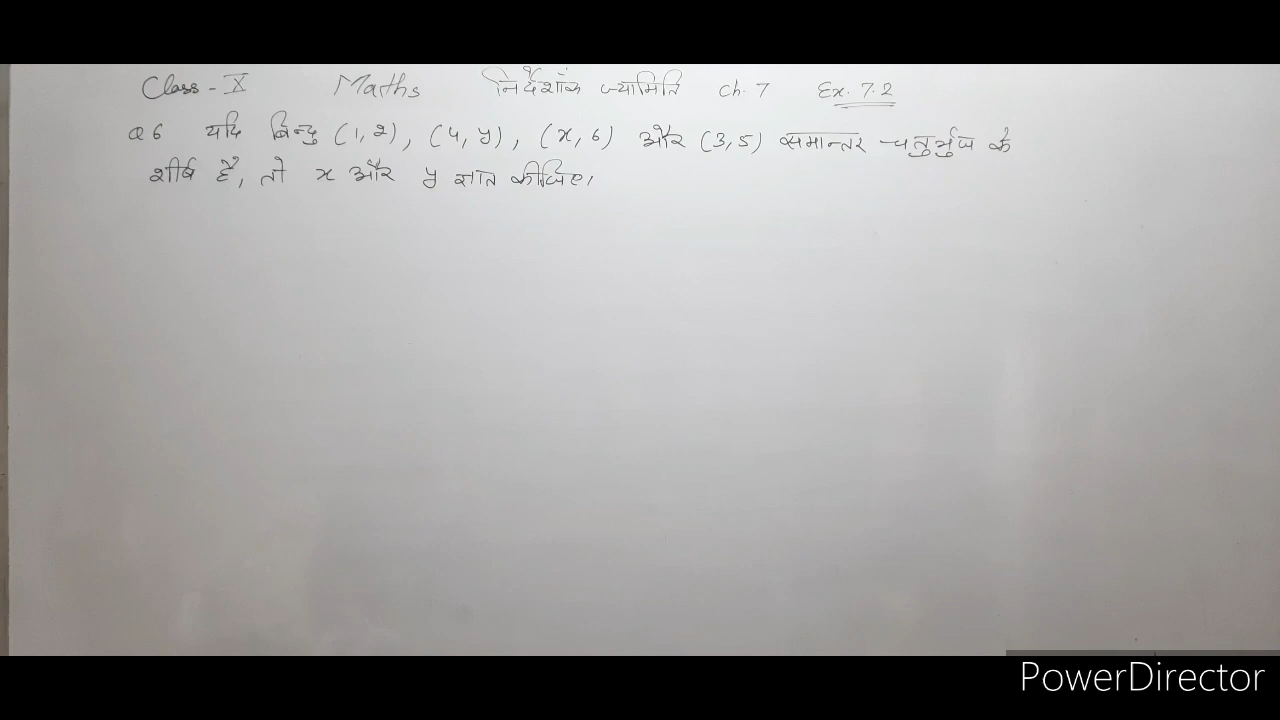 Class - X Maths निर्देशांक ज्यामिति Ch. 7 Ex. 7.2
Q 6 यदि बिन्दु (1, 2), (4, y), (x, 6) और (3, 5) समान्तर चतुर्भुज के
शीर्ष हैं, तो x और y ज्ञात कीजिए।
PowerDirector